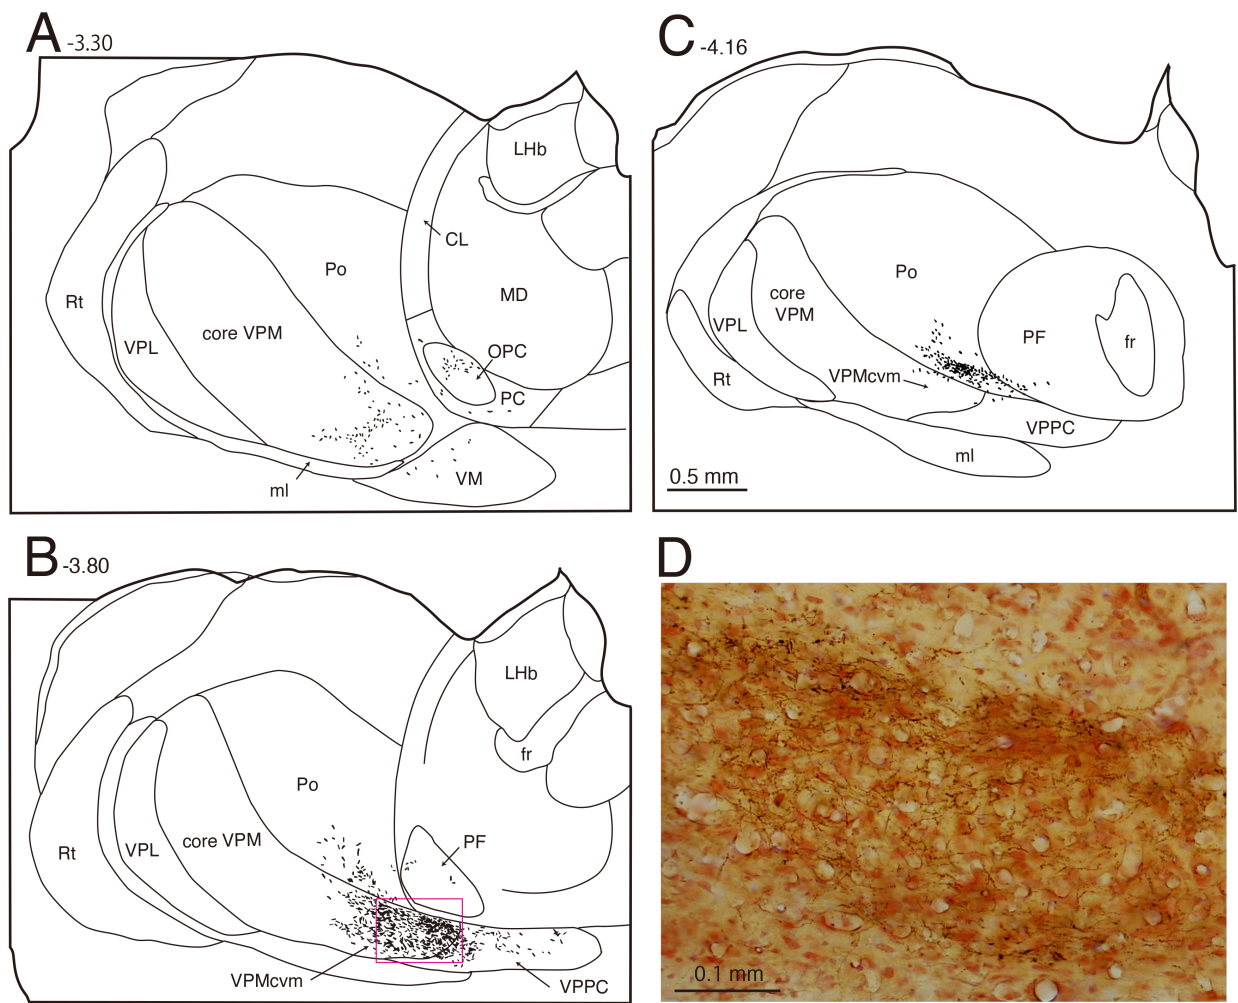 A -3.30
LHb
CL
Po
MD
Rt
core VPM
VPL
OPC
PC
VM
ml
B -3.80
LHb
fr
Po
PF
core VPM
VPL
Rt
VPMcvm
VPPC
C -4.16
Po
core
VPM
VPL
PF
fr
Rt
VPMcvm
VPPC
ml
0.5 mm
D
0.1 mm